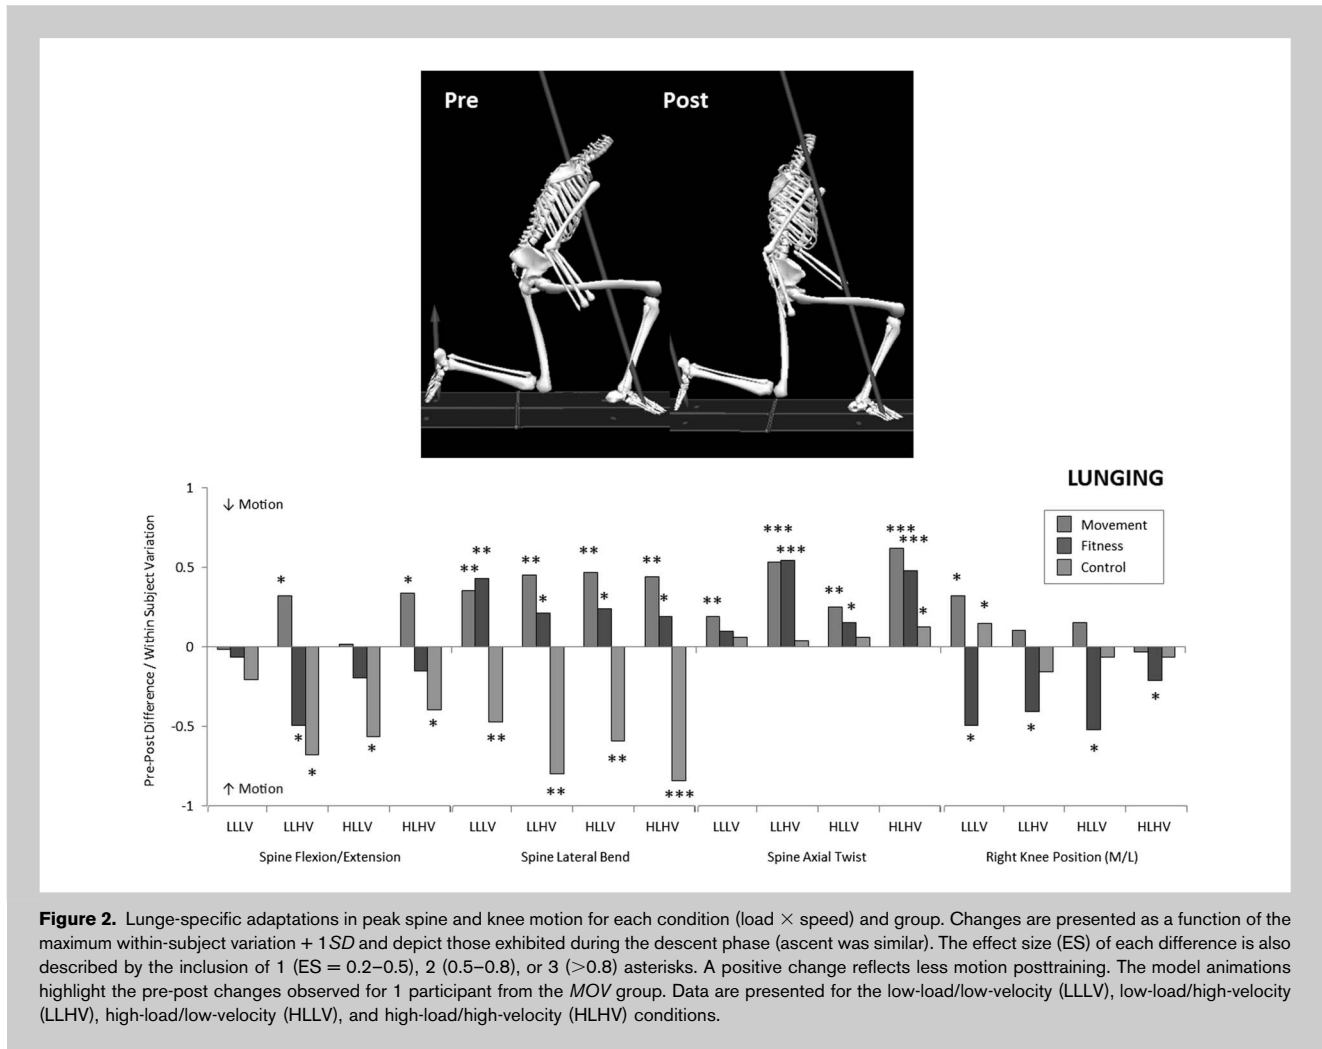 Pre
Post
LUNGING
Movement
Fitness
Control
Pre-Post Difference / Within Subject Variation
1
0.5
0
-0.5
-1
↓ Motion
↑ Motion
*
*
*
*
*
*
*
**
**
**
**
*
**
**
*
**
**
*
***
**
***
***
**
*
***
***
*
*
*
*
*
*
*
LLLV LLHV HLLV HLHV LLLV LLHV HLLV HLHV LLLV LLHV HLLV HLHV LLLV LLHV HLLV HLHV
Spine Flexion/Extension Spine Lateral Bend Spine Axial Twist Right Knee Position (M/L)
Figure 2. Lunge-specific adaptations in peak spine and knee motion for each condition (load × speed) and group. Changes are presented as a function of the
maximum within-subject variation + 1SD and depict those exhibited during the descent phase (ascent was similar). The effect size (ES) of each difference is also
described by the inclusion of 1 (ES = 0.2–0.5), 2 (0.5–0.8), or 3 (>0.8) asterisks. A positive change reflects less motion posttraining. The model animations
highlight the pre-post changes observed for 1 participant from the MOV group. Data are presented for the low-load/low-velocity (LLLV), low-load/high-velocity
(LLHV), high-load/low-velocity (HLLV), and high-load/high-velocity (HLHV) conditions.